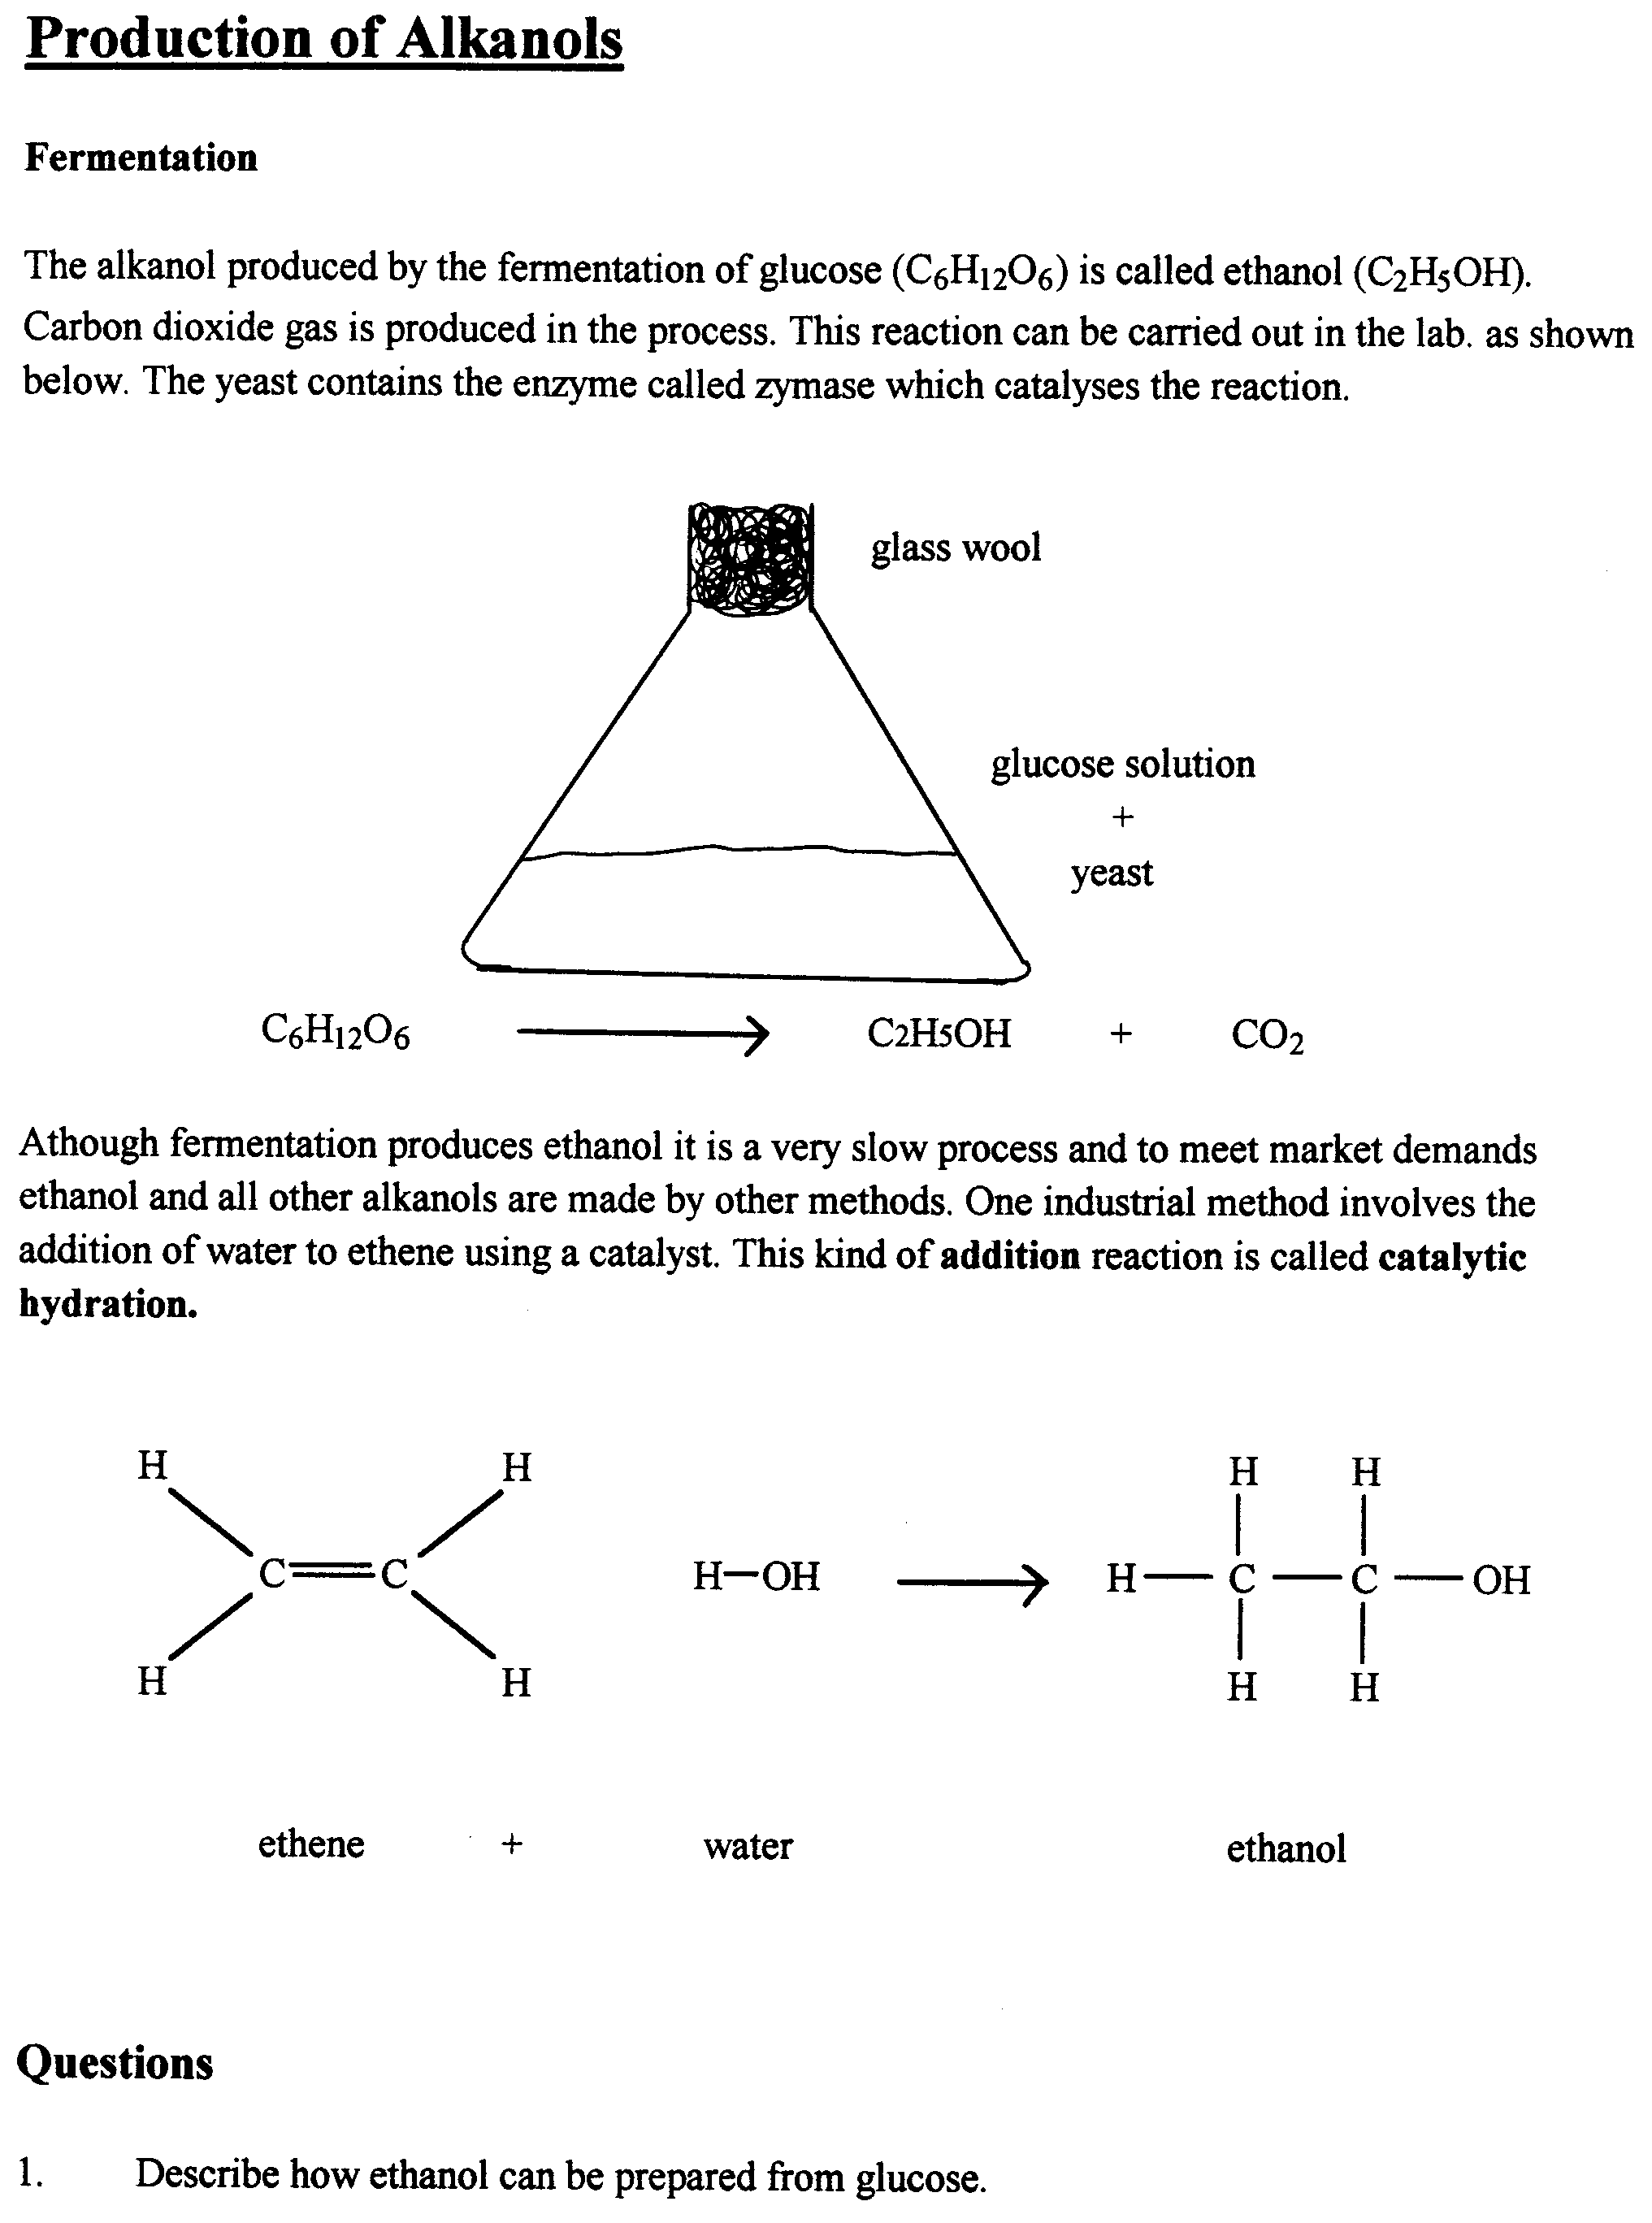 Production of Alkanols
Fermentation
The alkanol produced by the fermentation of glucose (C₆H₁₂O₆) is called ethanol (C₂H₅OH).
Carbon dioxide gas is produced in the process. This reaction can be carried out in the lab. as shown
below. The yeast contains the enzyme called zymase which catalyses the reaction.
glass wool
glucose solution
+
yeast
C₆H₁₂O₆ → C₂H₅OH + CO₂
Athough fermentation produces ethanol it is a very slow process and to meet market demands
ethanol and all other alkanols are made by other methods. One industrial method involves the
addition of water to ethene using a catalyst. This kind of addition reaction is called catalytic
hydration.
H H H H
C=C H—OH → H—C—C—OH
H H H H
ethene + water ethanol
Questions
1. Describe how ethanol can be prepared from glucose.